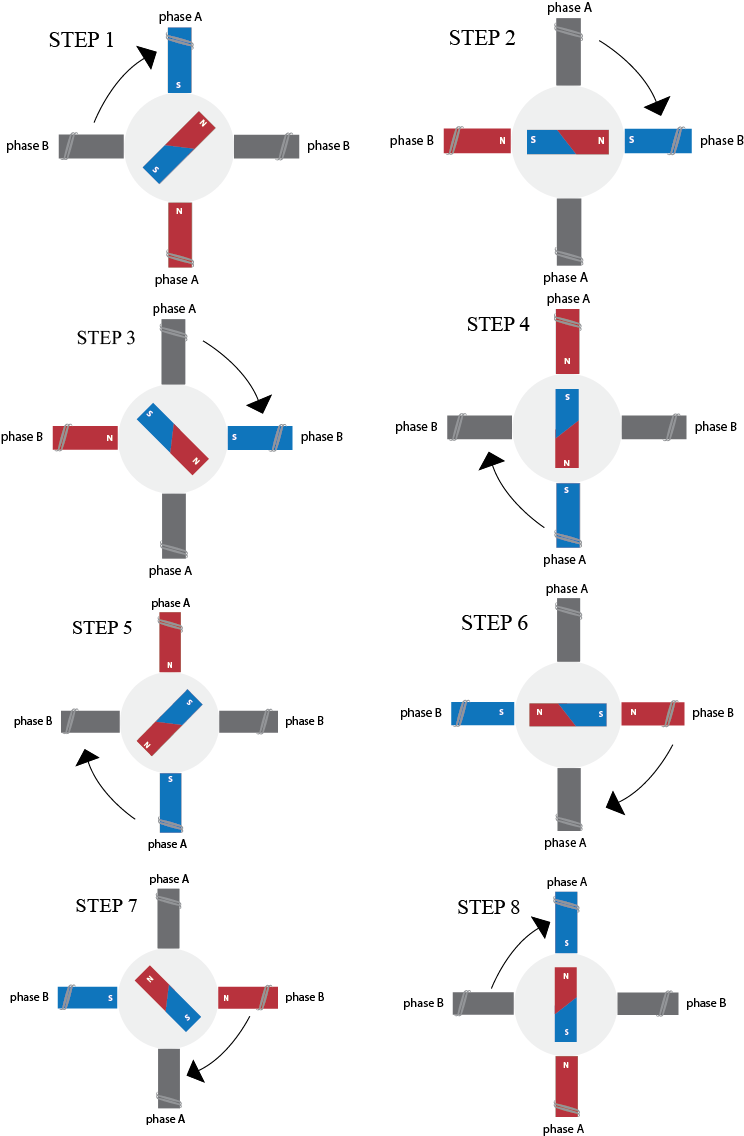 phase A
STEP 1
S
N
phase B
phase B
S
N
phase A
phase A
STEP 2
phase B
N
S
N
S
phase B
phase A
phase A
STEP 3
S
phase B
N
S
phase B
N
phase A
phase A
STEP 4
N
S
phase B
phase B
N
S
phase A
phase A
STEP 5
N
S
phase B
phase B
N
S
phase A
phase A
STEP 6
phase B
S
N
S
N
phase B
phase A
phase A
STEP 7
N
phase B
S
N
phase B
S
phase A
phase A
STEP 8
S
N
phase B
phase B
S
N
phase A